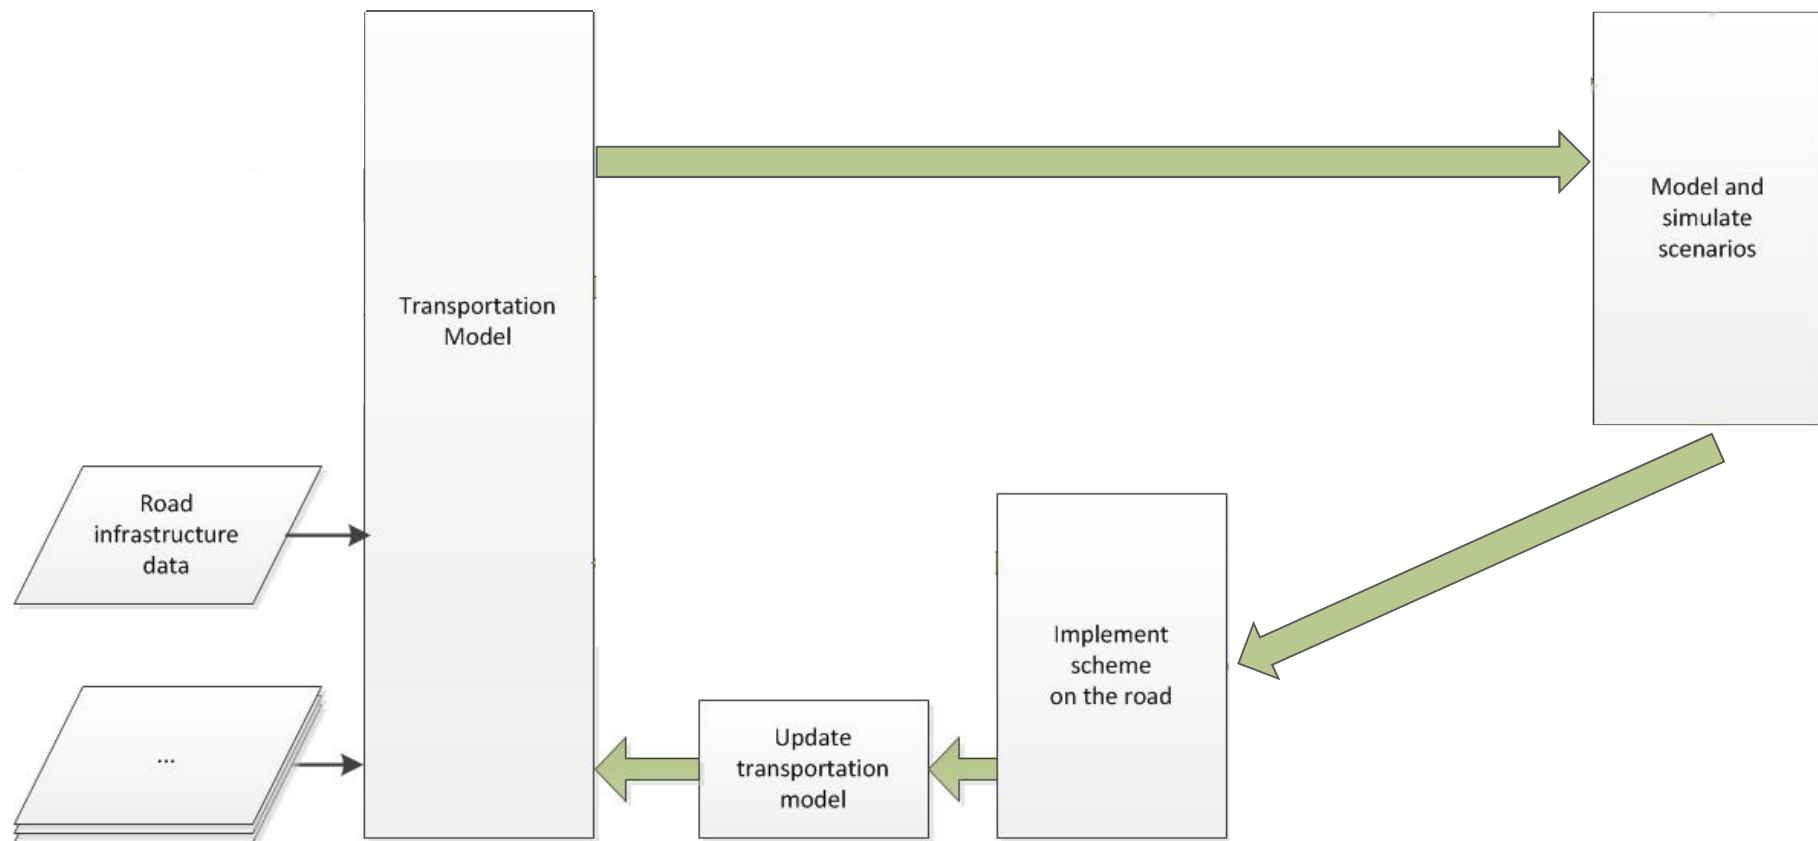 Transportation
Model
Model and
simulate
scenarios
Road
infrastructure
data
Implement
scheme
on the road
...
Update
transportation
model